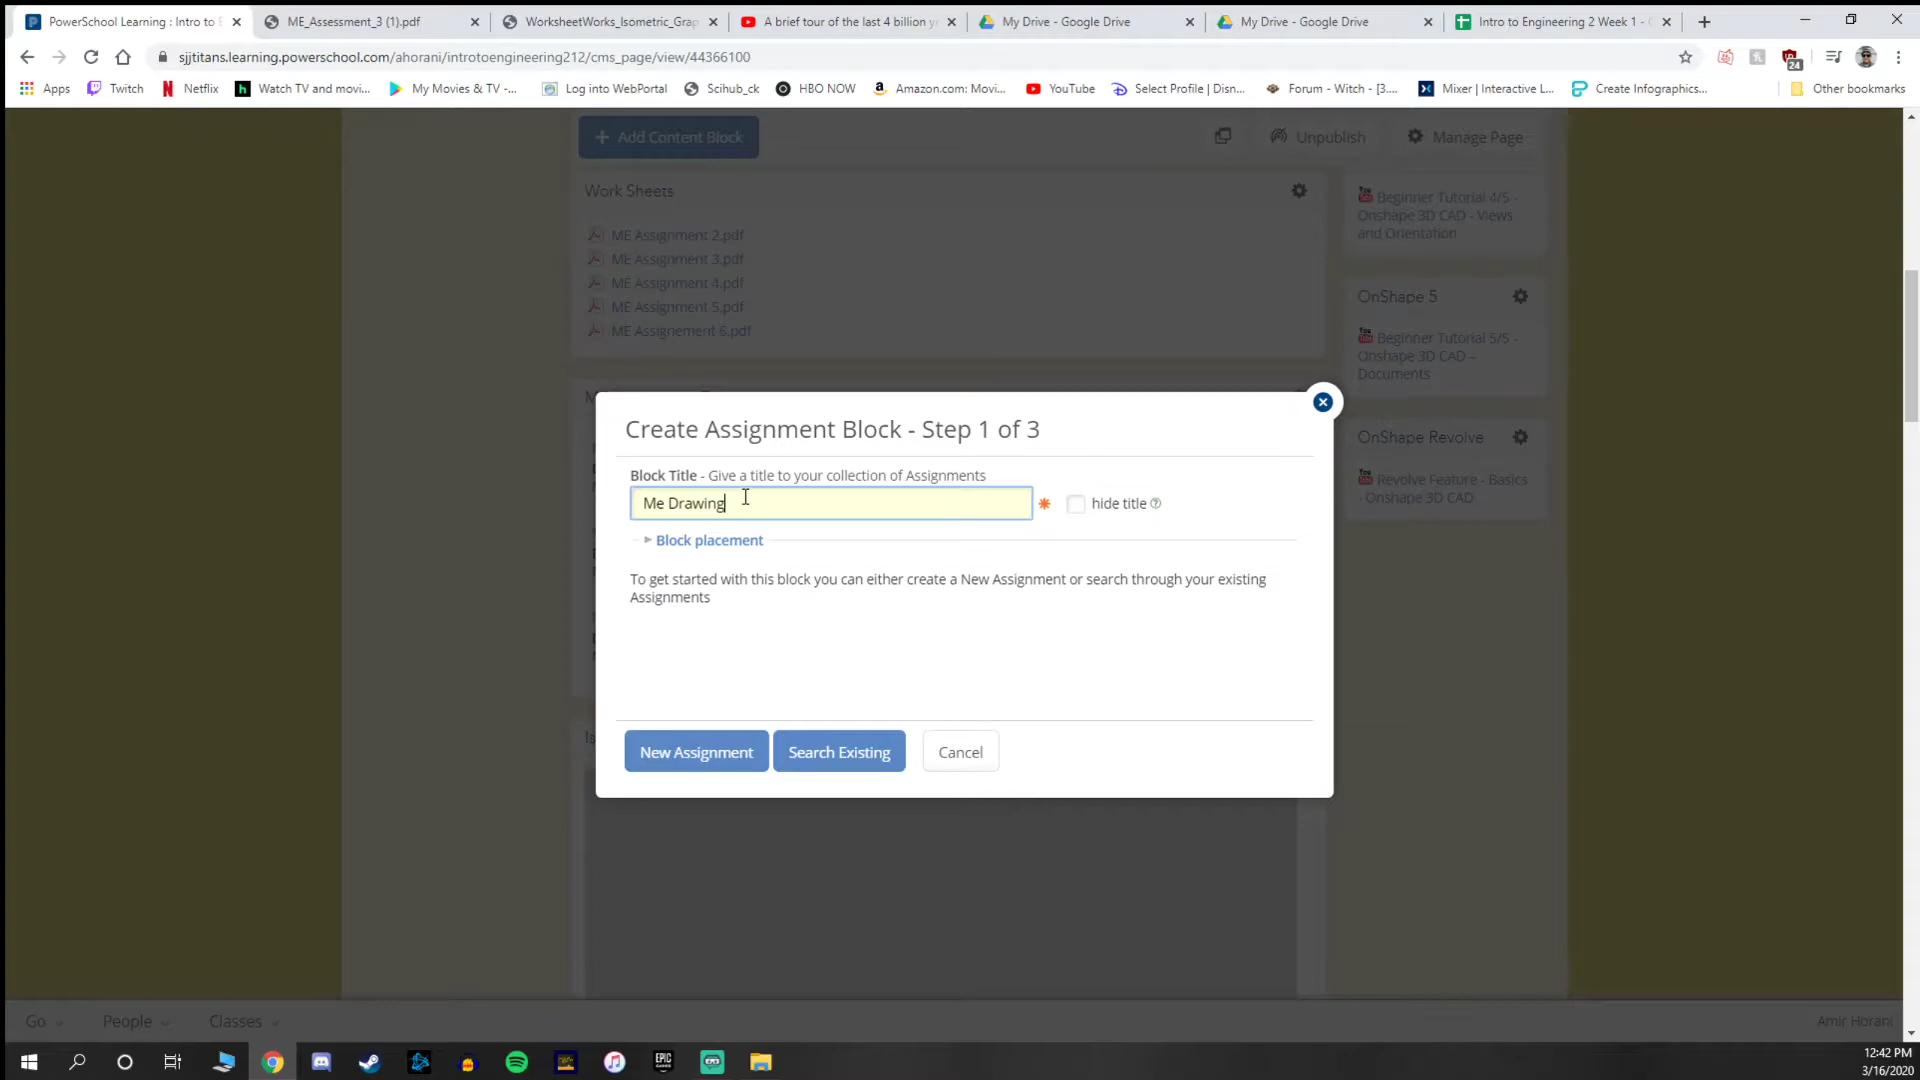 PowerSchool Learning : Intro to E
ME_Assessment_3 (1).pdf
WorksheetWorks_Isometric_Grap
A brief tour of the last 4 billion y
My Drive - Google Drive
My Drive - Google Drive
Intro to Engineering 2 Week 1 -
sjjtitans.learning.powerschool.com/ahorani/introtoengineering212/cms_page/view/44366100
24
Apps
Twitch
Netflix
Watch TV and movi...
My Movies & TV -...
Log into WebPortal
Scihub_ck
HBO NOW
Amazon.com: Movi...
YouTube
Select Profile | Disn...
Forum - Witch - [3....
Mixer | Interactive L...
Create Infographics...
Other bookmarks
Add Content Block
Unpublish
Manage Page
Work Sheets
ME Assignment 2.pdf
ME Assignment 3.pdf
ME Assignment 4.pdf
ME Assignment 5.pdf
ME Assignement 6.pdf
Beginner Tutorial 4/5 -
Onshape 3D CAD - Views
and Orientation
OnShape 5
Beginner Tutorial 5/5 -
Onshape 3D CAD –
Documents
OnShape Revolve
Revolve Feature - Basics
- Onshape 3D CAD
Create Assignment Block - Step 1 of 3
Block Title - Give a title to your collection of Assignments
Me Drawing
hide title
Block placement
To get started with this block you can either create a New Assignment or search through your existing
Assignments
New Assignment
Search Existing
Cancel
Go
People
Classes
Amir Horani
EPIC
GAMES
12:42 PM
3/16/2020